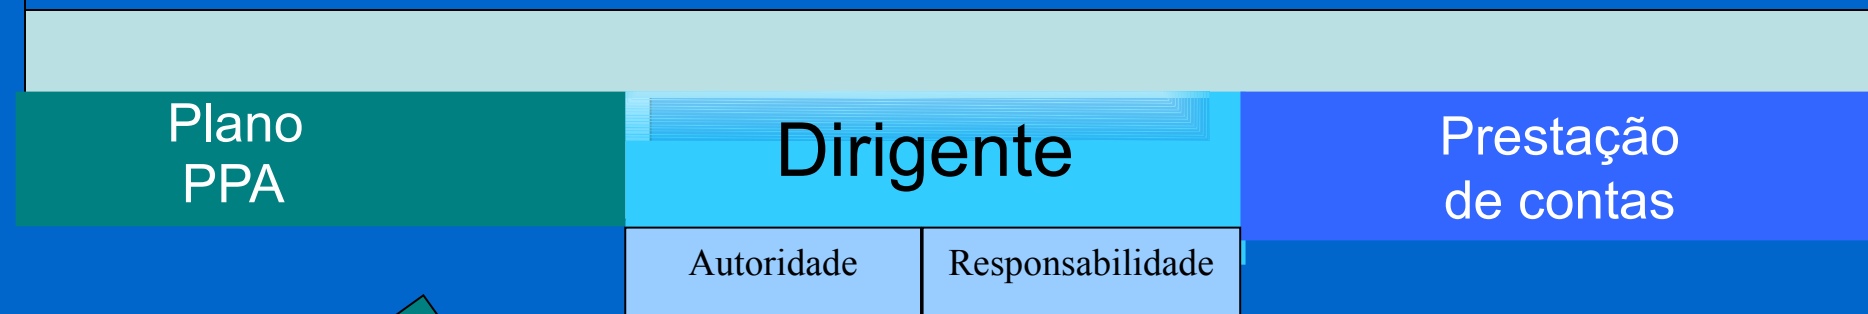 Plano
PPA
Dirigente
Prestação
de contas
Autoridade
Responsabilidade